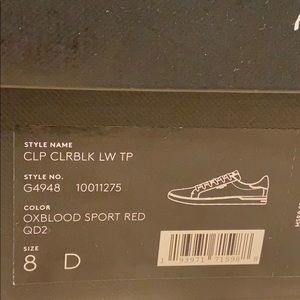 STYLE NAME
CLP CLRBLK LW TP
STYLE NO.
G4948 10011275
COLOR
OXBLOOD SPORT RED
QD2
SIZE
8 D